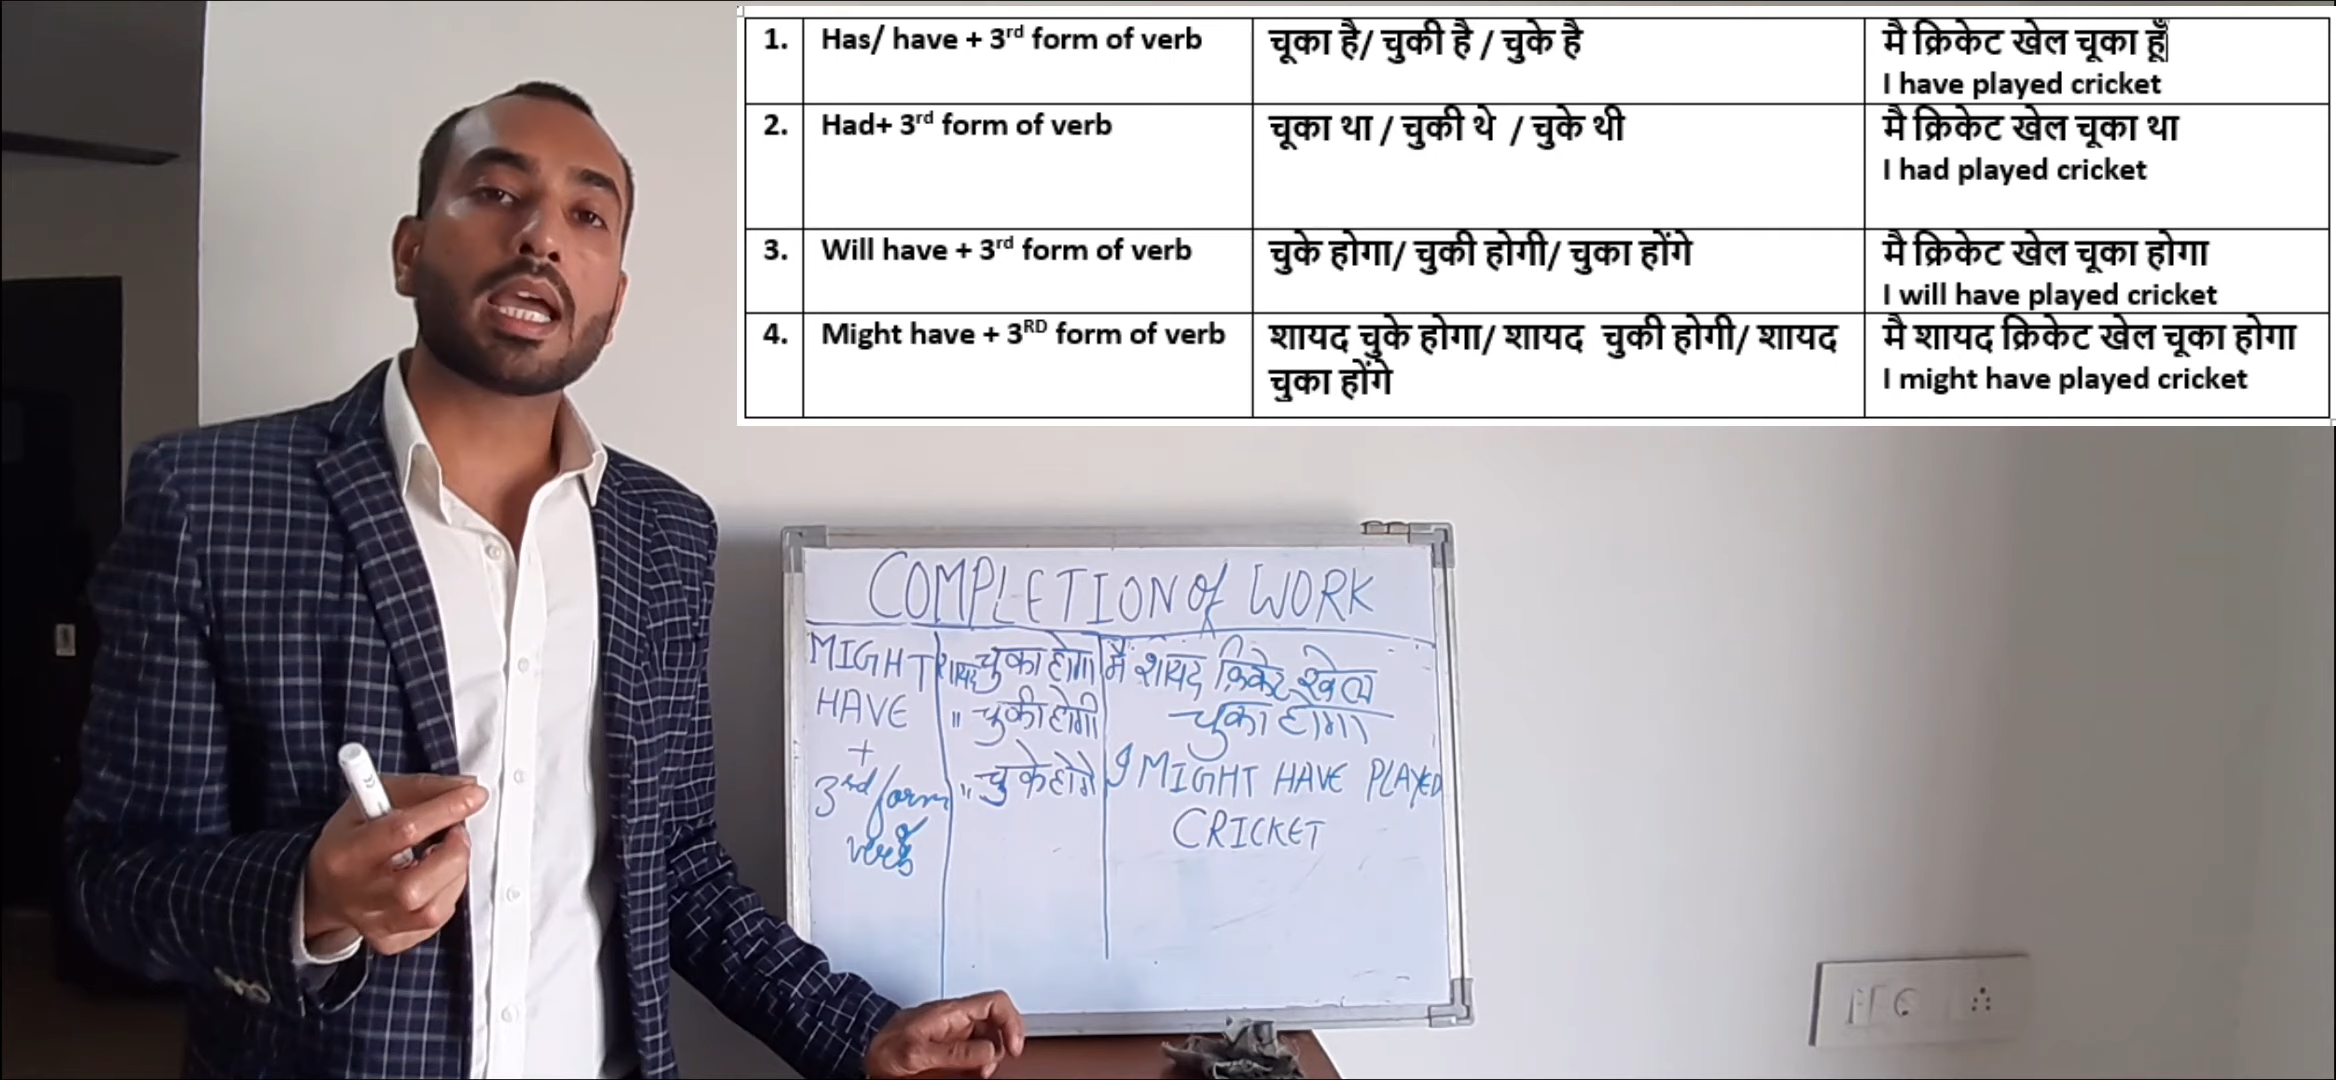 1. Has/ have + 3rd form of verb चूका है/ चुकी है / चुके है मै क्रिकेट खेल चूका हूँ
I have played cricket
2. Had+ 3rd form of verb चूका था / चुकी थे / चुके थी मै क्रिकेट खेल चूका था
I had played cricket
3. Will have + 3rd form of verb चुके होगा/ चुकी होगी/ चुका होंगे मै क्रिकेट खेल चूका होगा
I will have played cricket
4. Might have + 3RD form of verb शायद चुके होगा/ शायद चुकी होगी/ शायद मै शायद क्रिकेट खेल चूका होगा
चुका होंगे I might have played cricket
COMPLETION of WORK
MIGHT शायद चुका होगा मैं शायद क्रिकेट खेल
HAVE " चुकी होगी चुका होगा
+
3rd form " चुके होगे I MIGHT HAVE PLAYED
of CRICKET
verb